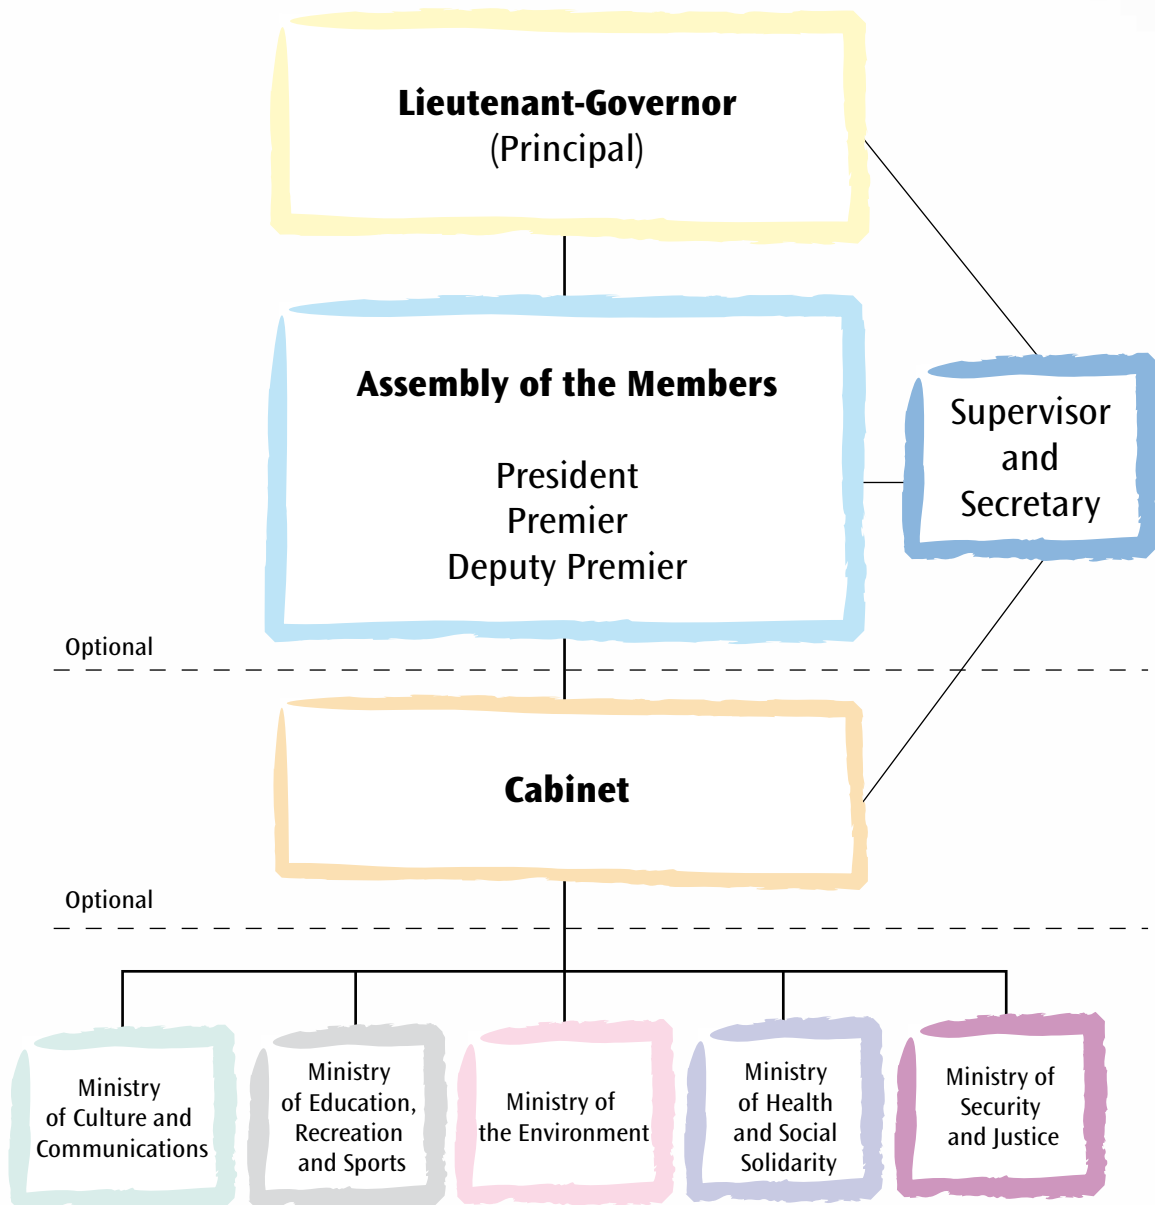 Lieutenant-Governor
(Principal)
Assembly of the Members
President
Premier
Deputy Premier
Supervisor
and
Secretary
Optional
Cabinet
Optional
Ministry
of Culture and
Communications
Ministry
of Education,
Recreation
and Sports
Ministry of
the Environment
Ministry
of Health
and Social
Solidarity
Ministry of
Security
and Justice